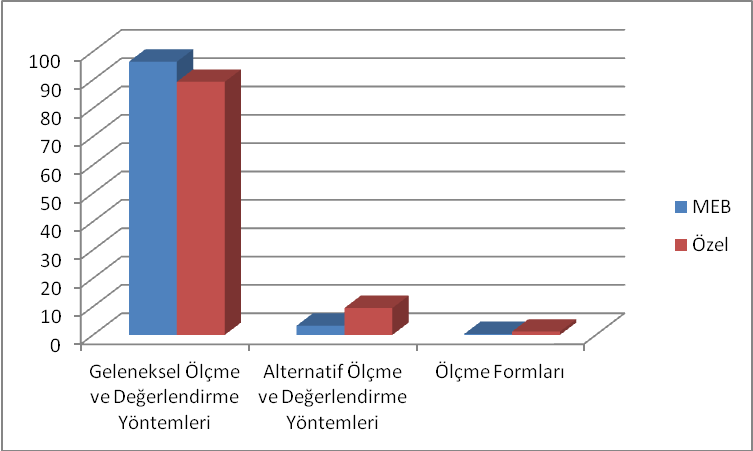 100
90
80
70
60
50
40
30
20
10
0
Geleneksel Ölçme
ve Değerlendirme
Yöntemleri
Alternatif Ölçme
ve Değerlendirme
Yöntemleri
Ölçme Formları
MEB
Özel